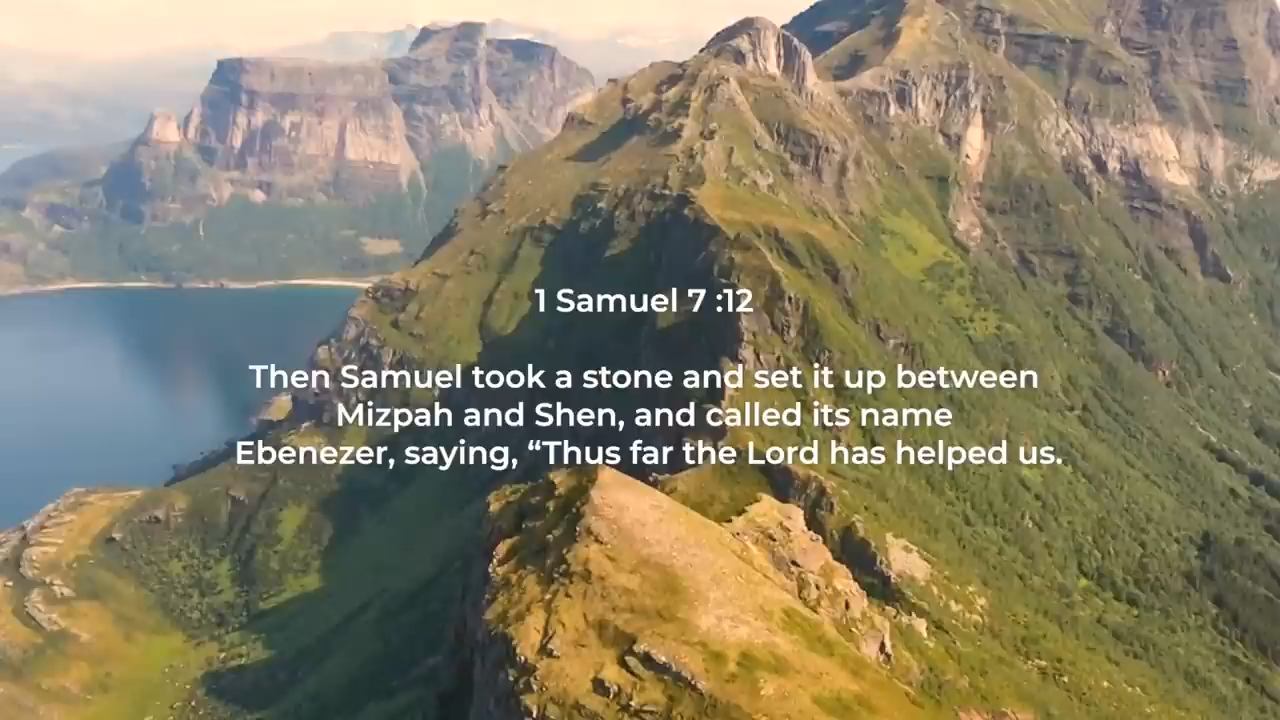 1 Samuel 7 :12
Then Samuel took a stone and set it up between
Mizpah and Shen, and called its name
Ebenezer, saying, “Thus far the Lord has helped us.